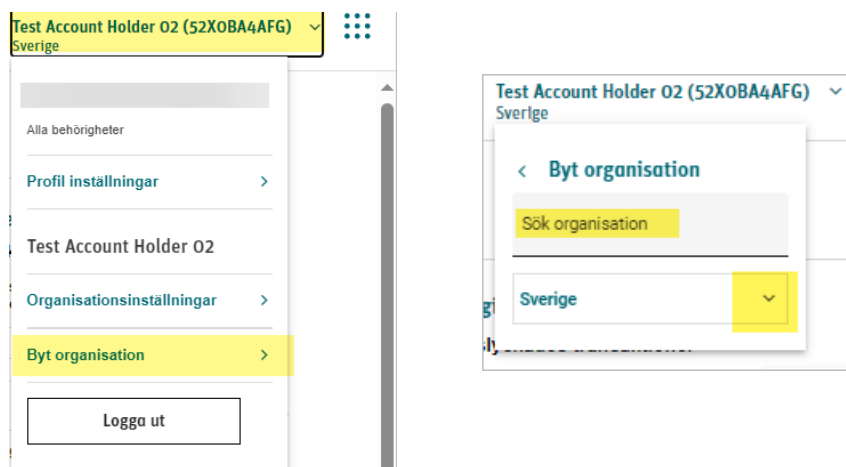 Test Account Holder 02 (52X0BA4AFG)
Sverige
Alla behörigheter
Profil inställningar
Test Account Holder 02
Organisationsinställningar
Byt organisation
Logga ut
Test Account Holder 02 (52X0BA4AFG)
Sverige
Byt organisation
Sök organisation
Sverige